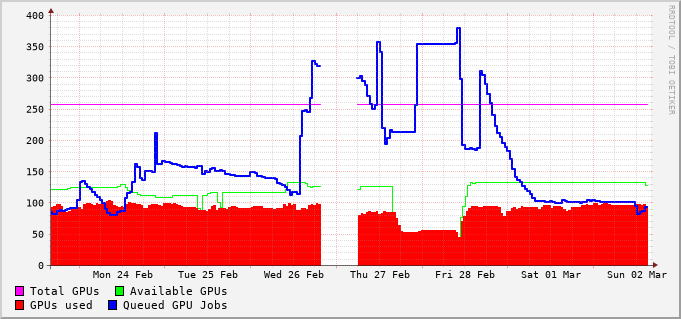 RRDTOOL / TOBI OETIKER
400
350
300
250
200
150
100
50
0
Mon 24 Feb Tue 25 Feb Wed 26 Feb Thu 27 Feb Fri 28 Feb Sat 01 Mar Sun 02 Mar
Total GPUs Available GPUs
GPUs used Queued GPU Jobs